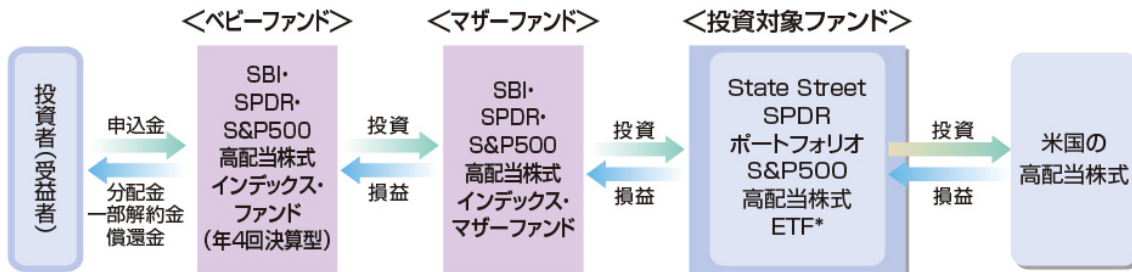 <ベビーファンド>
<マザーファンド>
<投資対象ファンド>
投資者(受益者)
申込金
分配金
一部解約金
償還金
SBI・
SPDR・
S&P500
高配当株式
インデックス・
ファンド
(年4回決算型)
投資
損益
SBI・
SPDR・
S&P500
高配当株式
インデックス・
マザーファンド
投資
損益
State Street
SPDR
ポートフォリオ
S&P500
高配当株式
ETF*
投資
損益
米国の
高配当株式